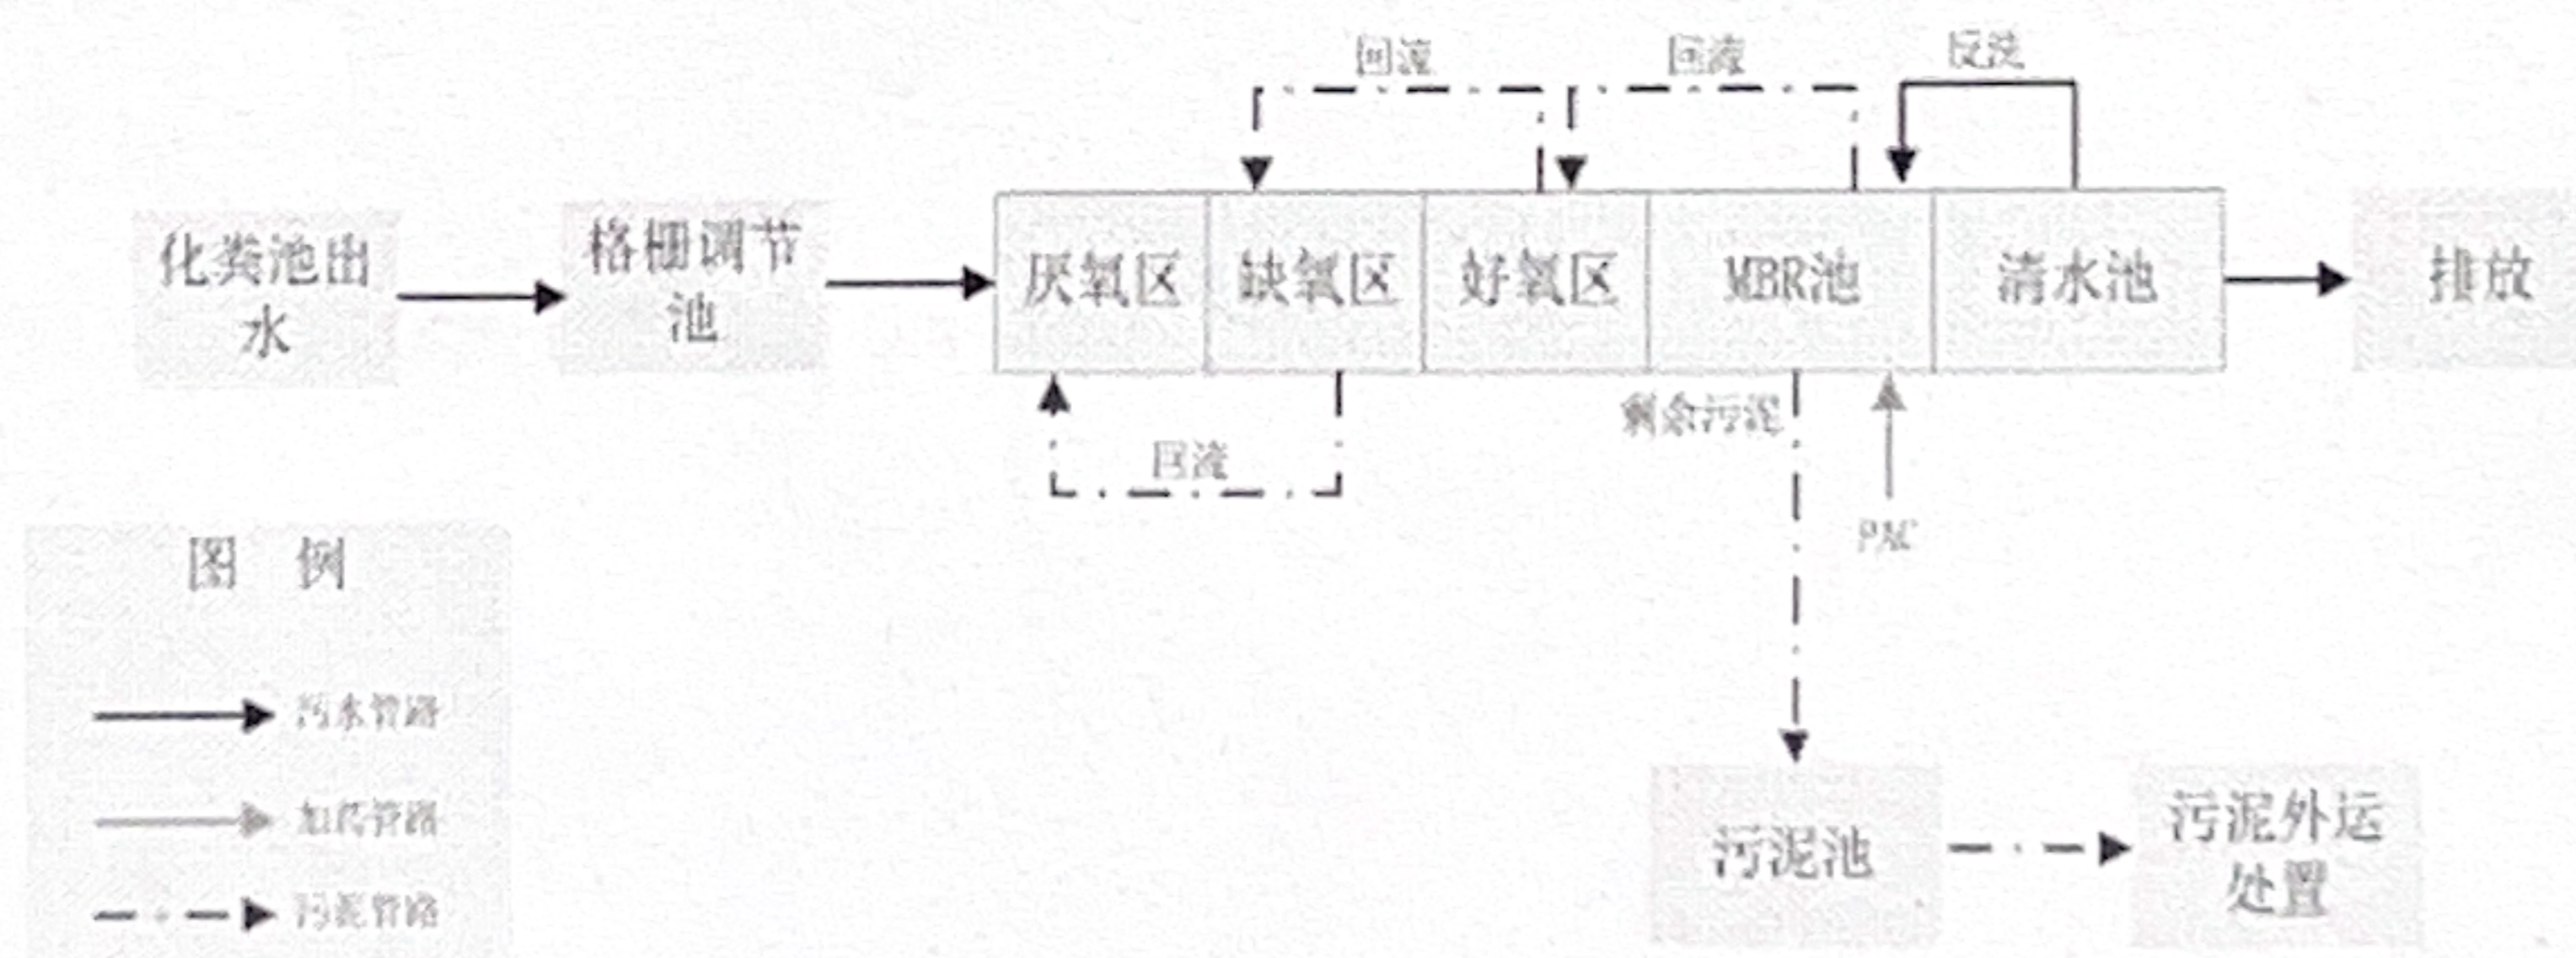 回流
回流
反洗
化粪池出
水
格栅调节
池
厌氧区
缺氧区
好氧区
MBR池
清水池
排放
回流
剩余污泥
PAC
图 例
污水管路
加药管路
污泥管路
污泥池
污泥外运
处置